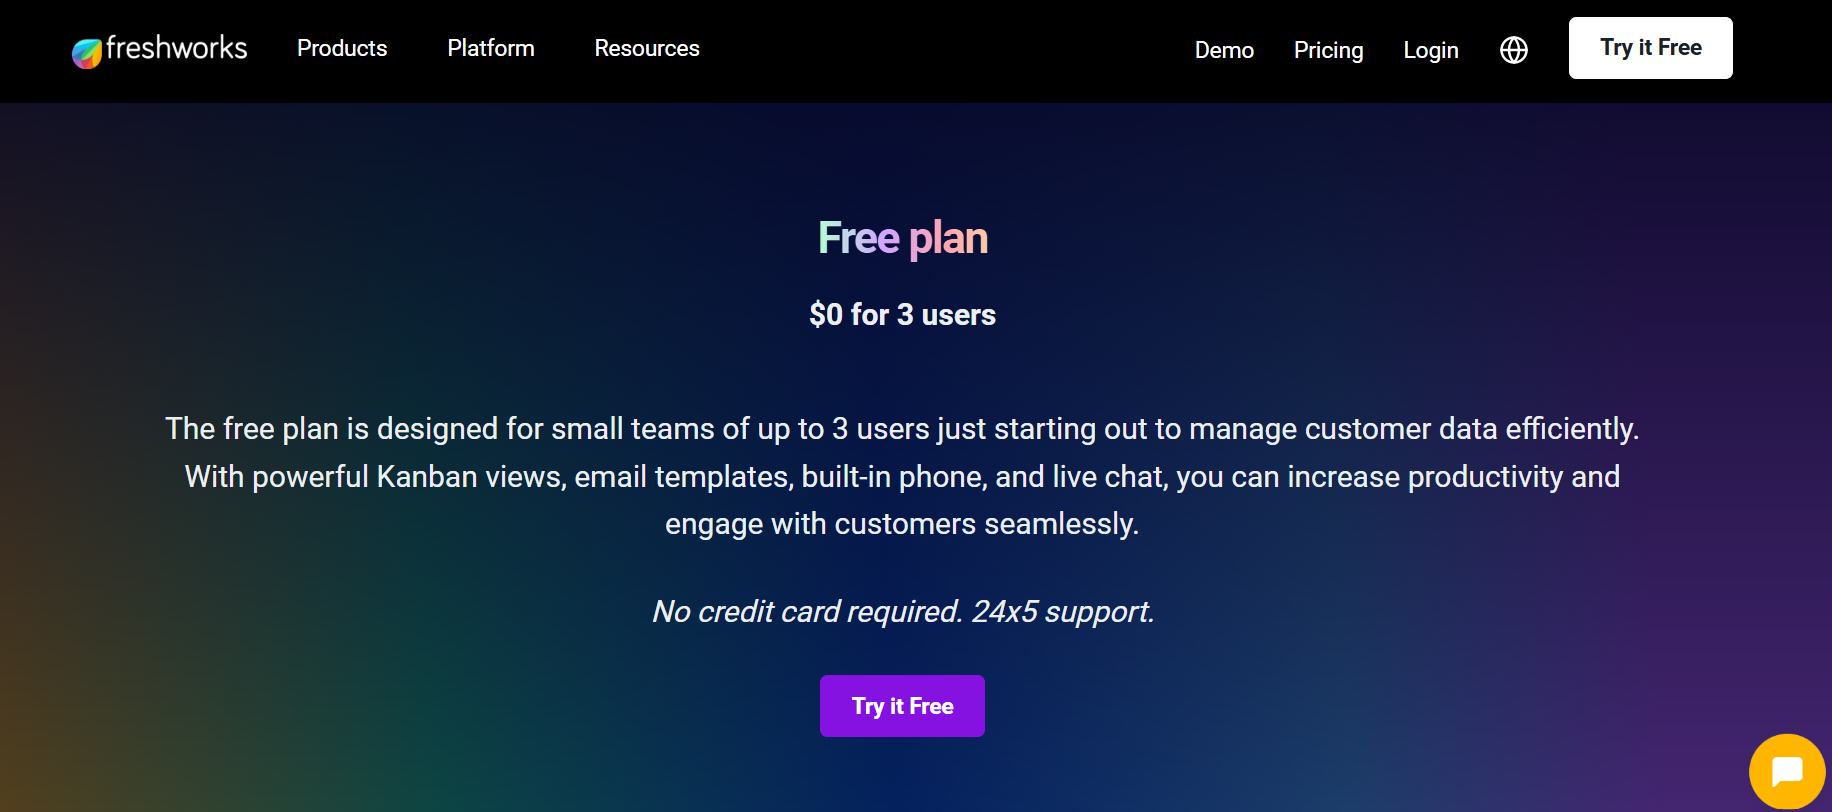 freshworks
Products
Platform
Resources
Demo
Pricing
Login
Try it Free
Free plan
$0 for 3 users
The free plan is designed for small teams of up to 3 users just starting out to manage customer data efficiently.
With powerful Kanban views, email templates, built-in phone, and live chat, you can increase productivity and
engage with customers seamlessly.
No credit card required. 24x5 support.
Try it Free